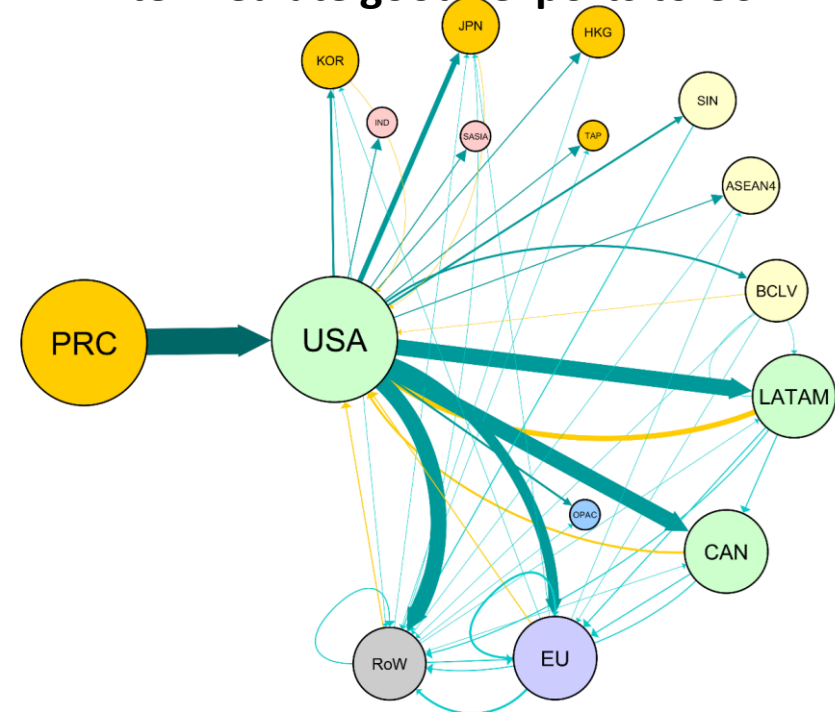 JPN
HKG
KOR
SIN
IND
SASIA
TAP
ASEAN4
BCLV
PRC
USA
LATAM
OPAC
CAN
RoW
EU